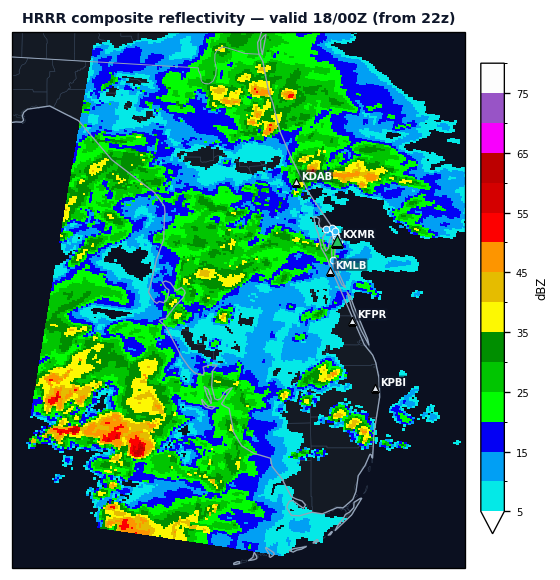 HRRR composite reflectivity — valid 18/00Z (from 22z)
KDAB
KXMR
KMLB
KFPR
KPBI
75
65
55
45
35
25
15
5
dBZ